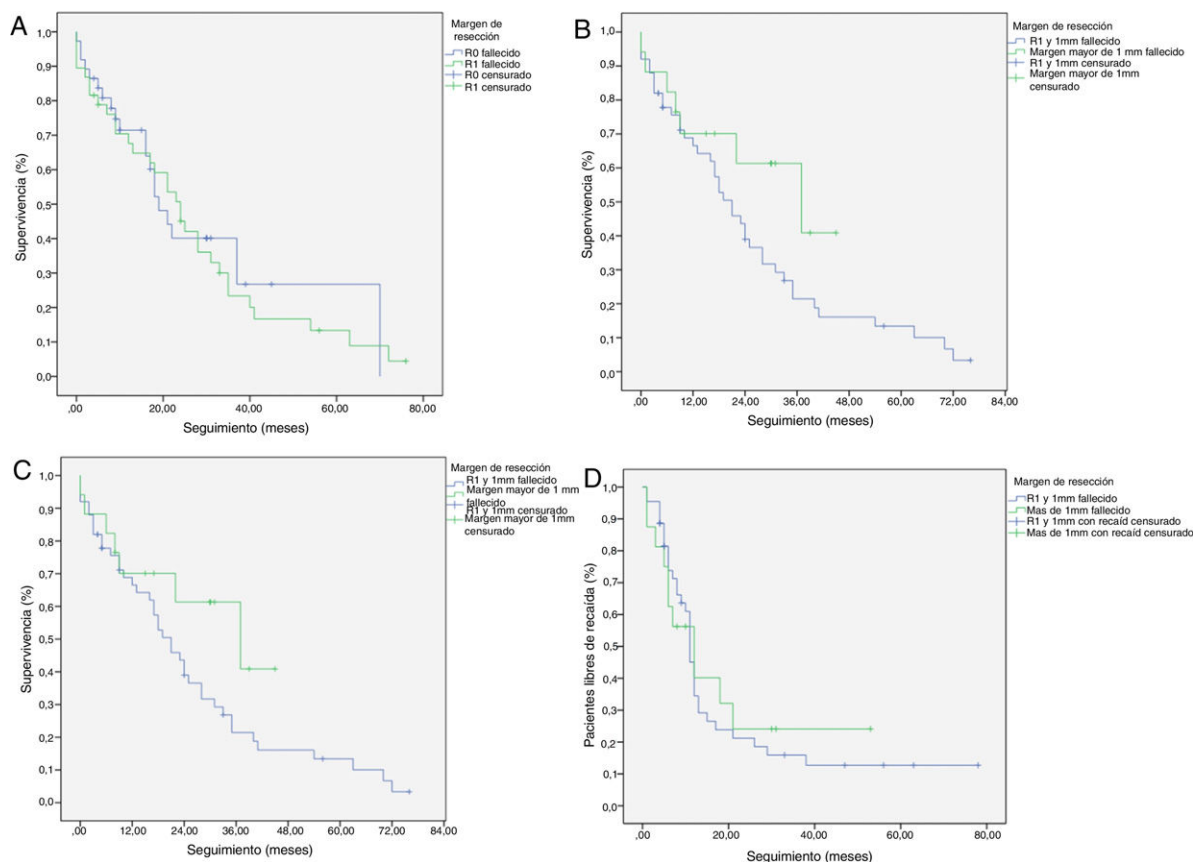 A
Margen de
resección
R0 fallecido
R1 fallecido
R0 censurado
R1 censurado
Supervivencia (%)
1,0
0,9
0,8
0,7
0,6
0,5
0,4
0,3
0,2
0,1
0,0
,00 20,00 40,00 60,00 80,00
Seguimiento (meses)
B
Margen de resección
R1 y 1mm fallecido
Margen mayor de 1 mm fallecido
R1 y 1mm censurado
Margen mayor de 1mm
censurado
Supervivencia (%)
1,0
0,9
0,8
0,7
0,6
0,5
0,4
0,3
0,2
0,1
0,0
,00 12,00 24,00 36,00 48,00 60,00 72,00 84,00
Seguimiento (meses)
C
Margen de resección
R1 y 1mm fallecido
Margen mayor de 1 mm
fallecido
R1 y 1mm censurado
Margen mayor de 1mm
censurado
Supervivencia (%)
1,0
0,9
0,8
0,7
0,6
0,5
0,4
0,3
0,2
0,1
0,0
,00 12,00 24,00 36,00 48,00 60,00 72,00 84,00
Seguimiento (meses)
D
Margen de resección
R1 y 1mm fallecido
Mas de 1mm fallecido
R1 y 1mm con recaíd censurado
Mas de 1mm con recaíd censurado
Pacientes libres de recaída (%)
1,0
0,9
0,8
0,7
0,6
0,5
0,4
0,3
0,2
0,1
0,0
,00 20,00 40,00 60,00 80,00
Seguimiento (meses)